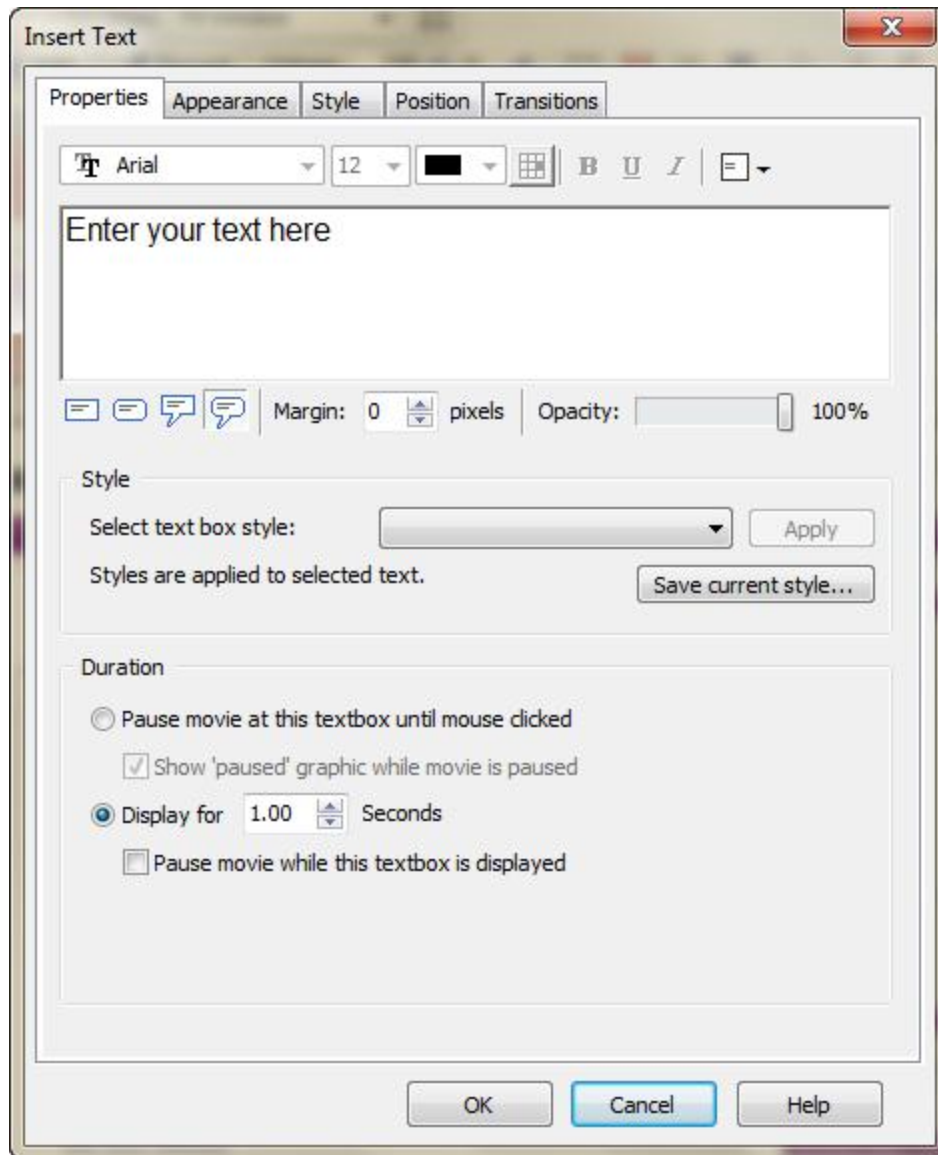 Insert Text
Properties Appearance Style Position Transitions
Arial 12 B U I
Enter your text here
Margin: 0 pixels Opacity: 100%
Style
Select text box style: Apply
Styles are applied to selected text. Save current style...
Duration
Pause movie at this textbox until mouse clicked
Show 'paused' graphic while movie is paused
Display for 1.00 Seconds
Pause movie while this textbox is displayed
OK Cancel Help